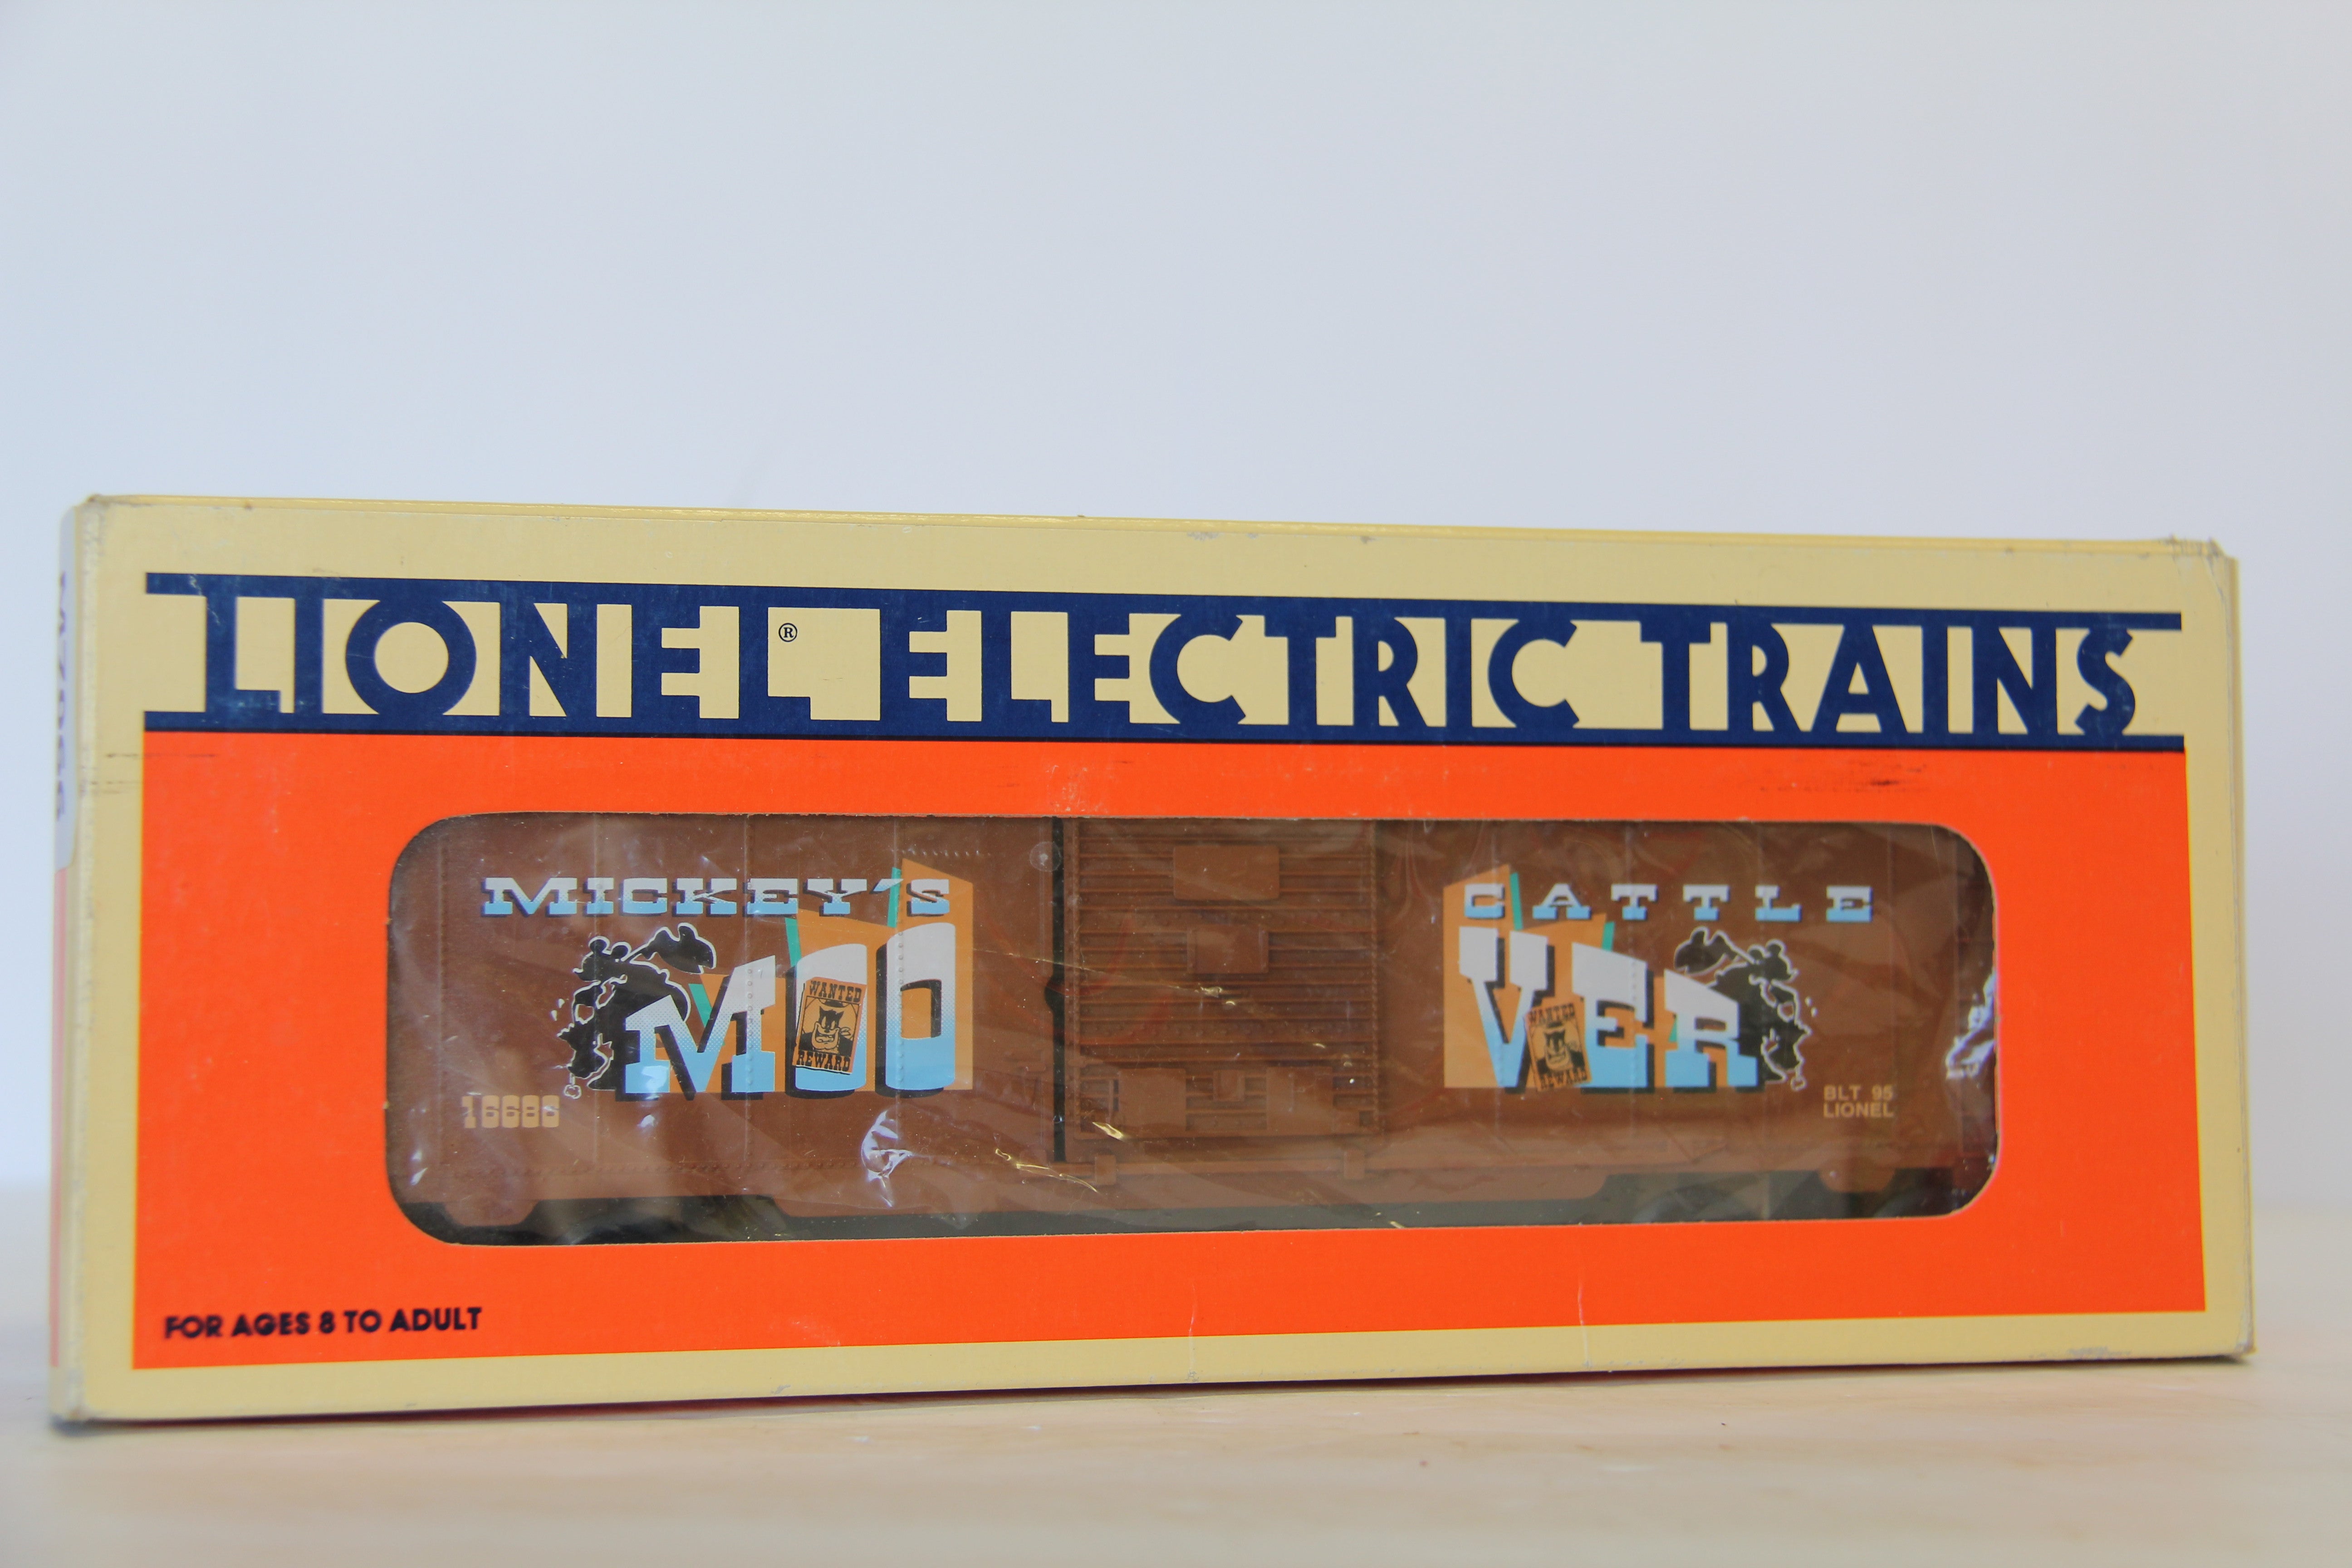 LIONEL® ELECTRIC TRAINS
MICKEY'S
MOO
WANTED
REWARD
16686
CATTLE
VER
WANTED
REWARD
BLT 95
LIONEL
FOR AGES 8 TO ADULT